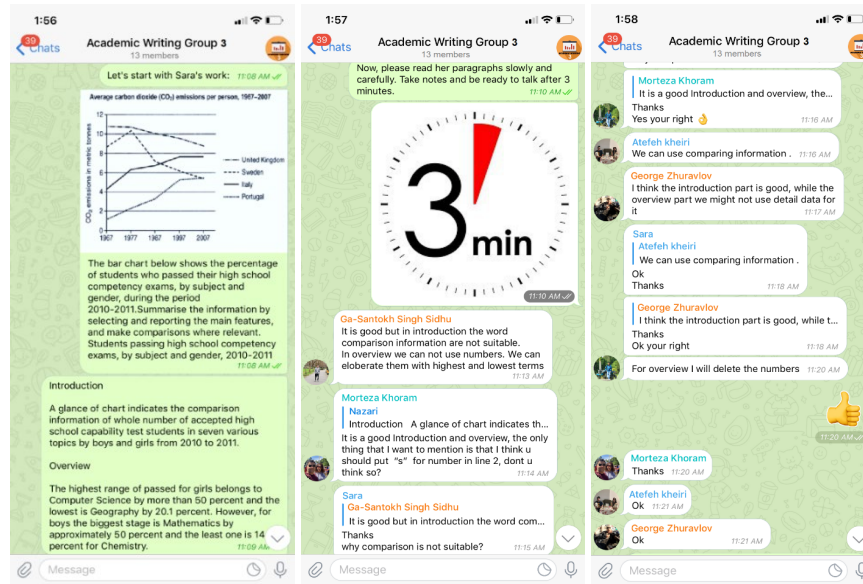 1:56
39
Chats
Academic Writing Group 3
13 members
Let's start with Sara's work: 11:08 AM
Average carbon dioxide (CO₂) emissions per person, 1967–2007
CO₂ emissions in metric tonnes
12
10
8
6
4
2
0
1967 1977 1987 1997 2007
United Kingdom
Sweden
Italy
Portugal
The bar chart below shows the percentage
of students who passed their high school
competency exams, by subject and
gender, during the period
2010-2011.Summarise the information by
selecting and reporting the main features,
and make comparisons where relevant.
Students passing high school competency
exams, by subject and gender, 2010-2011
11:08 AM
Introduction
A glance of chart indicates the comparison
information of whole number of accepted
high school capability test students in seven various
topics by boys and girls from 2010 to 2011.
Overview
The highest range of passed for girls belongs to
Computer Science by more than 50 percent and the
lowest is Geography by 20.1 percent. However, for
boys the biggest stage is Mathematics by
approximately 50 percent and the least one is 14
percent for Chemistry. 11:09 AM
Message
1:57
39
Chats
Academic Writing Group 3
13 members
Now, please read her paragraphs slowly and
carefully. Take notes and be ready to talk after 3
minutes. 11:10 AM
3 min
11:10 AM
Ga-Santokh Singh Sidhu
It is good but in introduction the word
comparison information are not suitable.
In overview we can not use numbers. We can
eloberate them with highest and lowest terms
11:13 AM
Morteza Khoram
Nazari
Introduction A glance of chart indicates th...
It is a good Introduction and overview, the only
thing that I want to mention is that I think u
should put "s" for number in line 2, dont u
think so? 11:14 AM
Sara
Ga-Santokh Singh Sidhu
It is good but in introduction the word com...
Thanks
why comparison is not suitable? 11:15 AM
Message
1:58
39
Chats
Academic Writing Group 3
13 members
Morteza Khoram
It is a good Introduction and overview, the...
Thanks
Yes your right 👌 11:16 AM
Atefeh kheiri
We can use comparing information . 11:16 AM
George Zhuravlov
I think the introduction part is good, while the
overview part we might not use detail data for
it 11:17 AM
Sara
Atefeh kheiri
We can use comparing information .
Ok
Thanks 11:18 AM
George Zhuravlov
I think the introduction part is good, while t...
Thanks
Ok your right 11:18 AM
For overview I will delete the numbers 11:20 AM
11:20 AM
Morteza Khoram
Thanks 11:20 AM
Atefeh kheiri
Ok 11:21 AM
George Zhuravlov
Ok 11:21 AM
Message